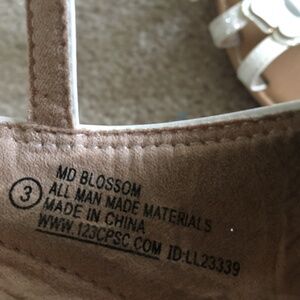 MD BLOSSOM
3 ALL MAN MADE MATERIALS
MADE IN CHINA
WWW.123CPSC.COM ID:LL23339